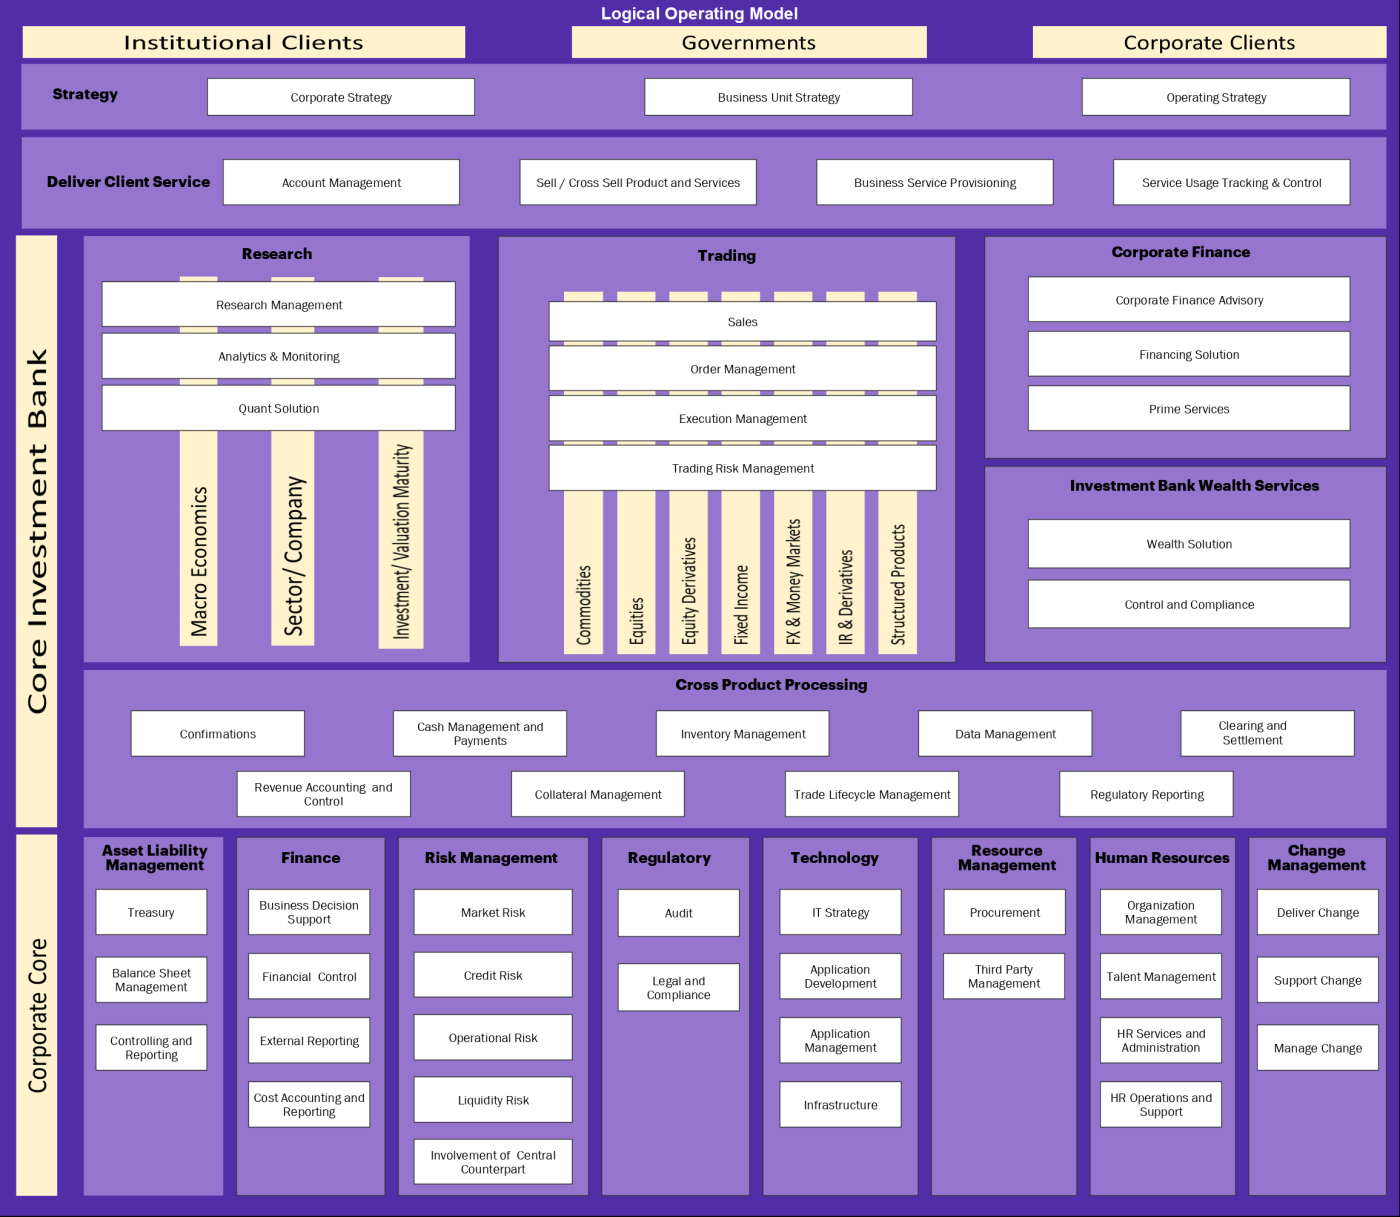 Logical Operating Model
Institutional Clients
Governments
Corporate Clients
Strategy
Corporate Strategy
Business Unit Strategy
Operating Strategy
Deliver Client Service
Account Management
Sell / Cross Sell Product and Services
Business Service Provisioning
Service Usage Tracking & Control
Core Investment Bank
Research
Research Management
Analytics & Monitoring
Quant Solution
Macro Economics
Sector/ Company
Investment/ Valuation Maturity
Trading
Sales
Order Management
Execution Management
Trading Risk Management
Commodities
Equities
Equity Derivatives
Fixed Income
FX & Money Markets
IR & Derivatives
Structured Products
Corporate Finance
Corporate Finance Advisory
Financing Solution
Prime Services
Investment Bank Wealth Services
Wealth Solution
Control and Compliance
Cross Product Processing
Confirmations
Cash Management and
Payments
Inventory Management
Data Management
Clearing and
Settlement
Revenue Accounting and
Control
Collateral Management
Trade Lifecycle Management
Regulatory Reporting
Corporate Core
Asset Liability
Management
Treasury
Balance Sheet
Management
Controlling and
Reporting
Finance
Business Decision
Support
Financial Control
External Reporting
Cost Accounting and
Reporting
Risk Management
Market Risk
Credit Risk
Operational Risk
Liquidity Risk
Involvement of Central
Counterpart
Regulatory
Audit
Legal and
Compliance
Technology
IT Strategy
Application
Development
Application
Management
Infrastructure
Resource
Management
Procurement
Third Party
Management
Human Resources
Organization
Management
Talent Management
HR Services and
Administration
HR Operations and
Support
Change
Management
Deliver Change
Support Change
Manage Change